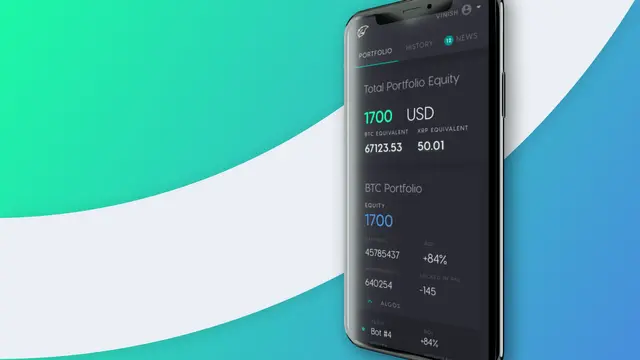 VINISH
PORTFOLIO HISTORY 12 NEWS
Total Portfolio Equity
1700 USD
BTC EQUIVALENT XRP EQUIVALENT
67123.53 50.01
BTC Portfolio
EQUITY
1700
45785437 +84%
640254 -145
ALGOS
Bot #4 +84%